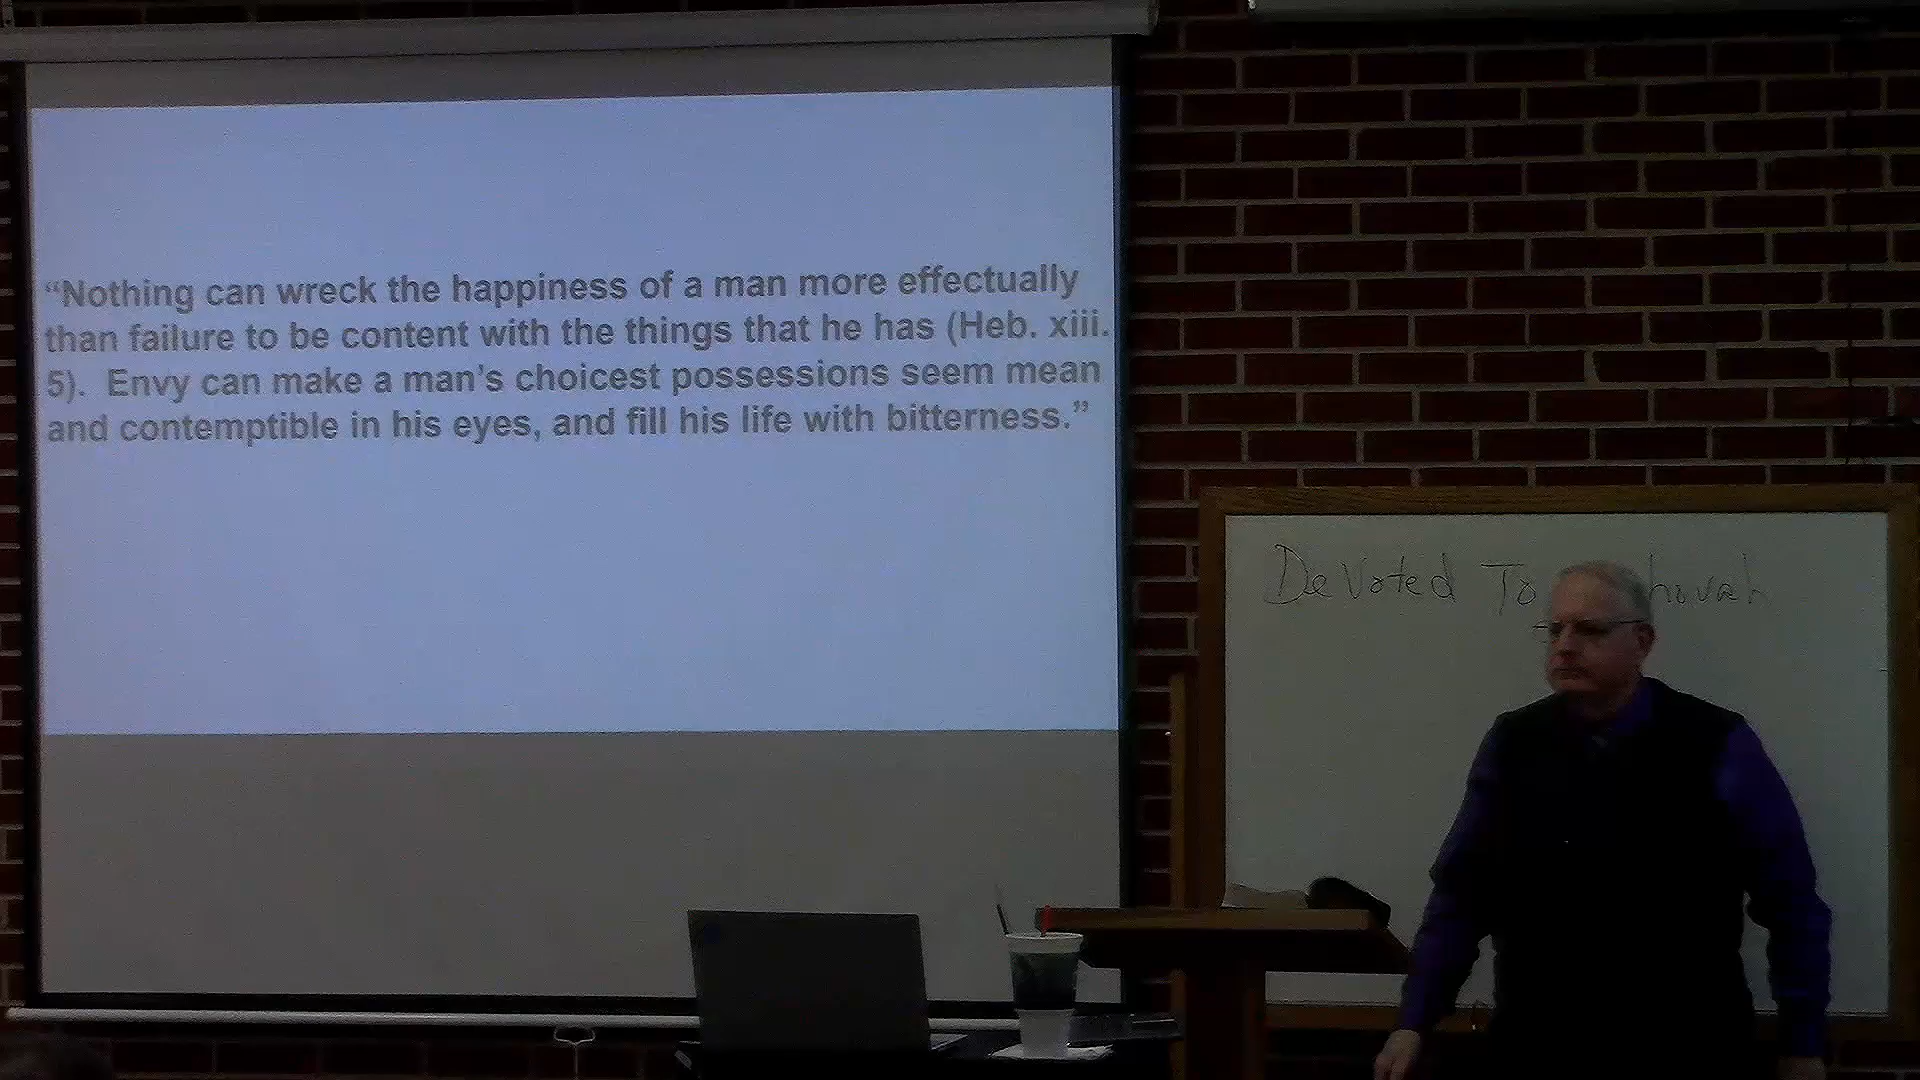 “Nothing can wreck the happiness of a man more effectually
than failure to be content with the things that he has (Heb. xiii.
5).  Envy can make a man’s choicest possessions seem mean
and contemptible in his eyes, and fill his life with bitterness.”
DeVoted To hovah